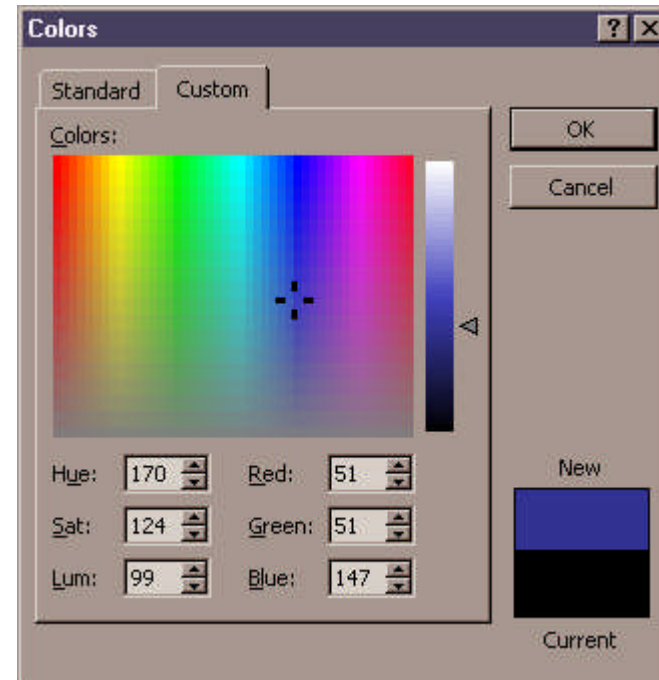 Colors
Standard Custom
Colors:
OK
Cancel
Hue: 170 Red: 51
Sat: 124 Green: 51
Lum: 99 Blue: 147
New
Current